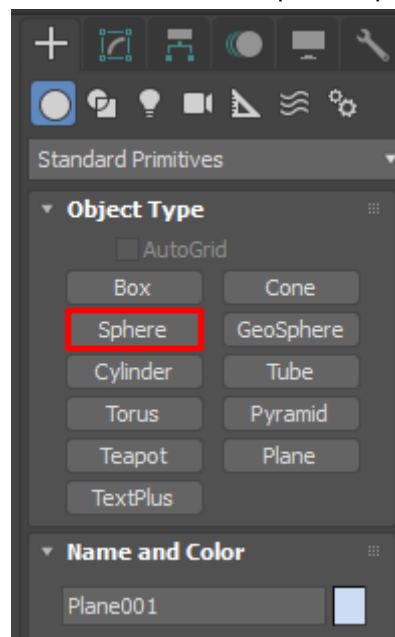 Standard Primitives
Object Type
AutoGrid
Box Cone
Sphere GeoSphere
Cylinder Tube
Torus Pyramid
Teapot Plane
TextPlus
Name and Color
Plane001